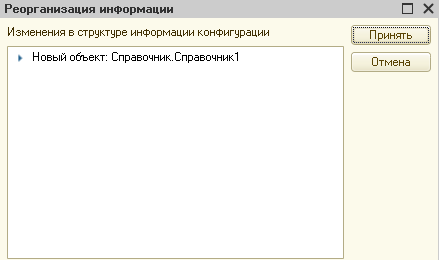 Реорганизация информации
Изменения в структуре информации конфигурации
Принять
Новый объект: Справочник.Справочник1
Отмена